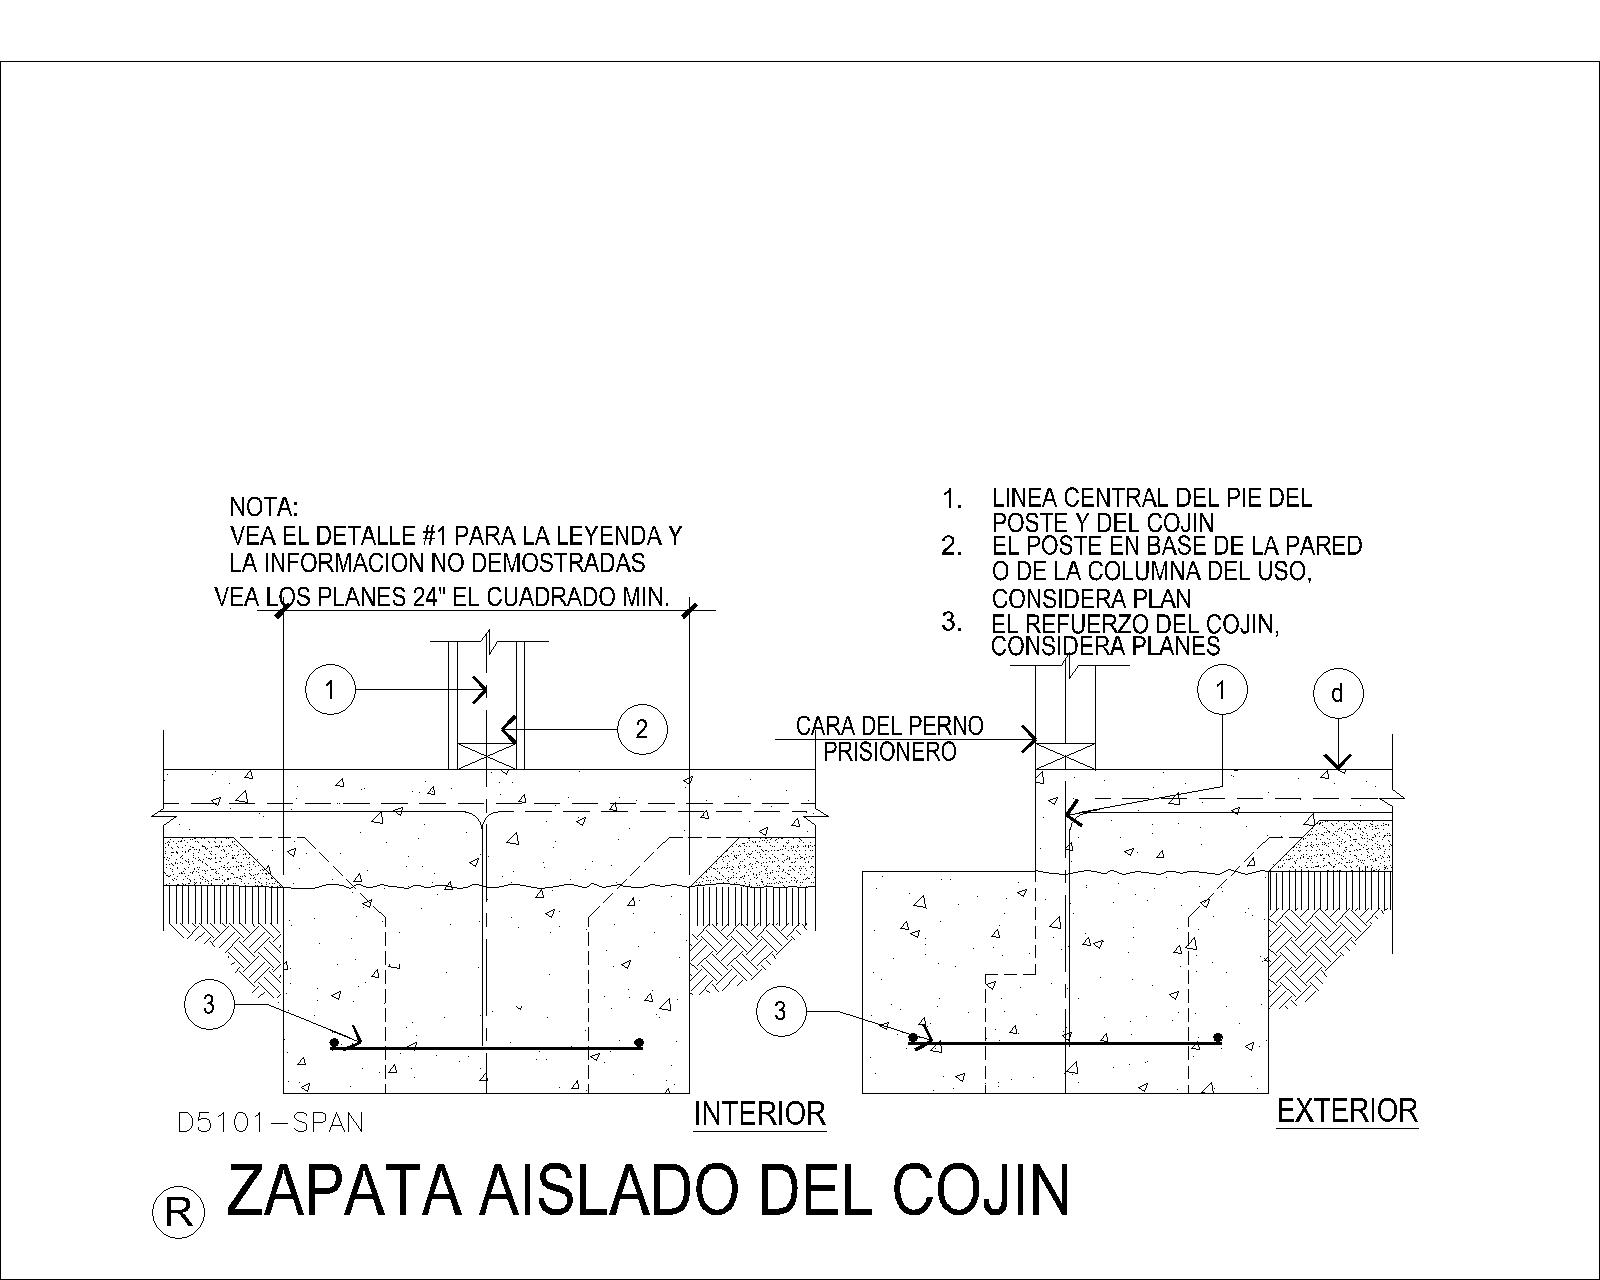 NOTA:
VEA EL DETALLE #1 PARA LA LEYENDA Y
LA INFORMACION NO DEMOSTRADAS
VEA LOS PLANES 24" EL CUADRADO MIN.
1. LINEA CENTRAL DEL PIE DEL
POSTE Y DEL COJIN
2. EL POSTE EN BASE DE LA PARED
O DE LA COLUMNA DEL USO,
CONSIDERA PLAN
3. EL REFUERZO DEL COJIN,
CONSIDERA PLANES
1
2
3
CARA DEL PERNO
PRISIONERO
1
d
3
D5101-SPAN
INTERIOR
EXTERIOR
R ZAPATA AISLADO DEL COJIN